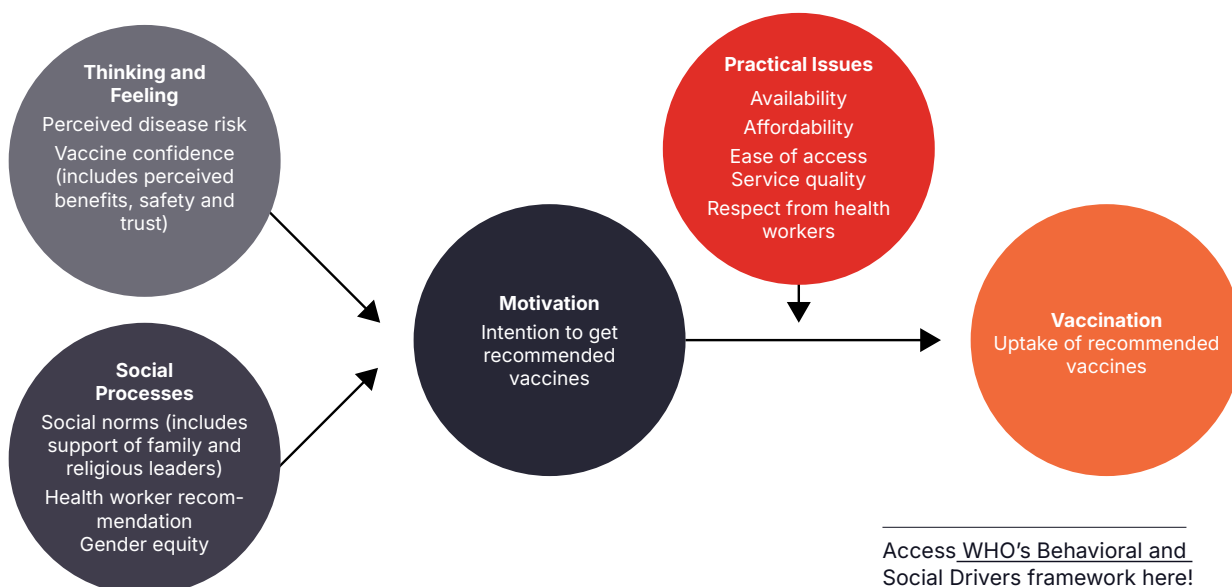 Thinking and
Feeling
Perceived disease risk
Vaccine confidence
(includes perceived
benefits, safety and
trust)
Social
Processes
Social norms (includes
support of family and
religious leaders)
Health worker recom-
mendation
Gender equity
Motivation
Intention to get
recommended
vaccines
Practical Issues
Availability
Affordability
Ease of access
Service quality
Respect from health
workers
Vaccination
Uptake of recommended
vaccines
Access WHO's Behavioral and
Social Drivers framework here!